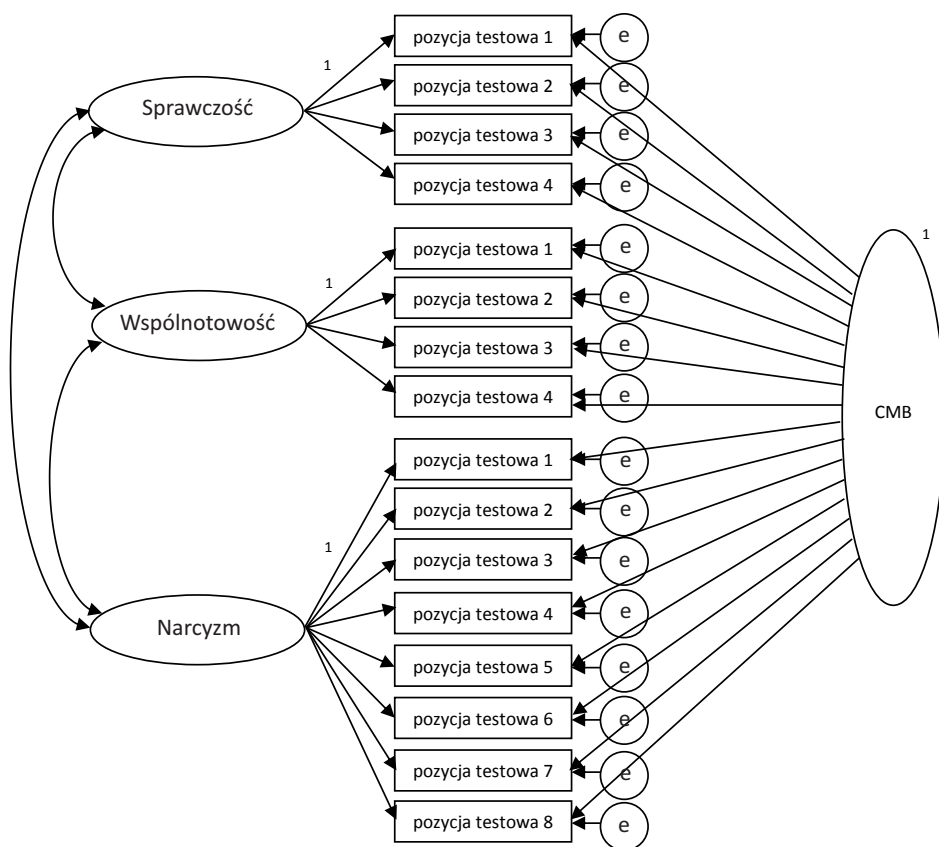 pozycja testowa 1
e
1
pozycja testowa 2
e
Sprawczość
pozycja testowa 3
e
pozycja testowa 4
e
pozycja testowa 1
e
1
1
pozycja testowa 2
e
Wspólnotowość
pozycja testowa 3
e
pozycja testowa 4
e
CMB
pozycja testowa 1
e
pozycja testowa 2
e
1
pozycja testowa 3
e
pozycja testowa 4
e
Narcyzm
pozycja testowa 5
e
pozycja testowa 6
e
pozycja testowa 7
e
pozycja testowa 8
e